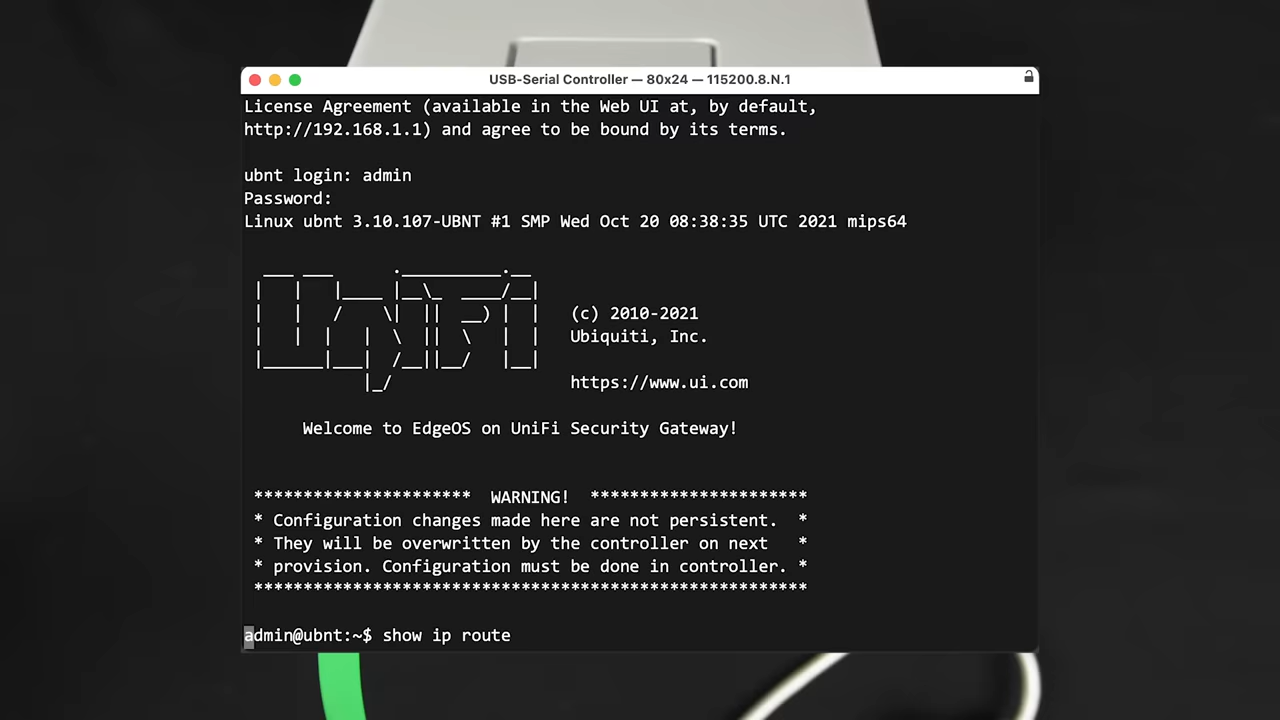 USB-Serial Controller — 80x24 — 115200.8.N.1
License Agreement (available in the Web UI at, by default,
http://192.168.1.1) and agree to be bound by its terms.
ubnt login: admin
Password:
Linux ubnt 3.10.107-UBNT #1 SMP Wed Oct 20 08:38:35 UTC 2021 mips64
UniFi
(c) 2010-2021
Ubiquiti, Inc.
https://www.ui.com
Welcome to EdgeOS on UniFi Security Gateway!
********************** WARNING! **********************
* Configuration changes made here are not persistent. *
* They will be overwritten by the controller on next *
* provision. Configuration must be done in controller. *
********************************************************
admin@ubnt:~$ show ip route